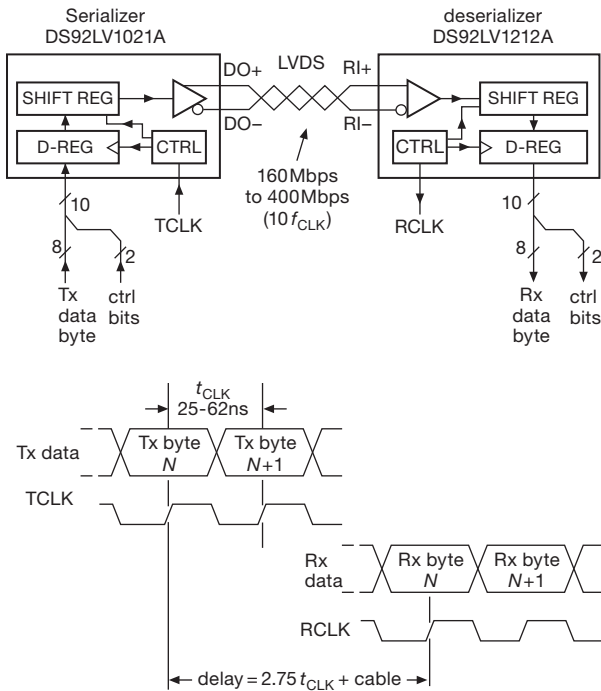 Serializer
DS92LV1021A
deserializer
DS92LV1212A
DO+
LVDS
RI+
SHIFT REG
SHIFT REG
DO−
RI−
D-REG
CTRL
CTRL
D-REG
160Mbps
to 400Mbps
(10 fCLK)
TCLK
RCLK
10
10
8
2
8
2
Tx
data
byte
ctrl
bits
Rx
data
byte
ctrl
bits
tCLK
25-62ns
Tx data
Tx byte
N
Tx byte
N+1
TCLK
Rx
data
Rx byte
N
Rx byte
N+1
RCLK
delay = 2.75 tCLK + cable